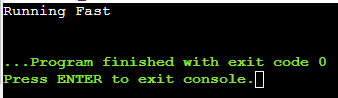 Running Fast
...Program finished with exit code 0
Press ENTER to exit console.